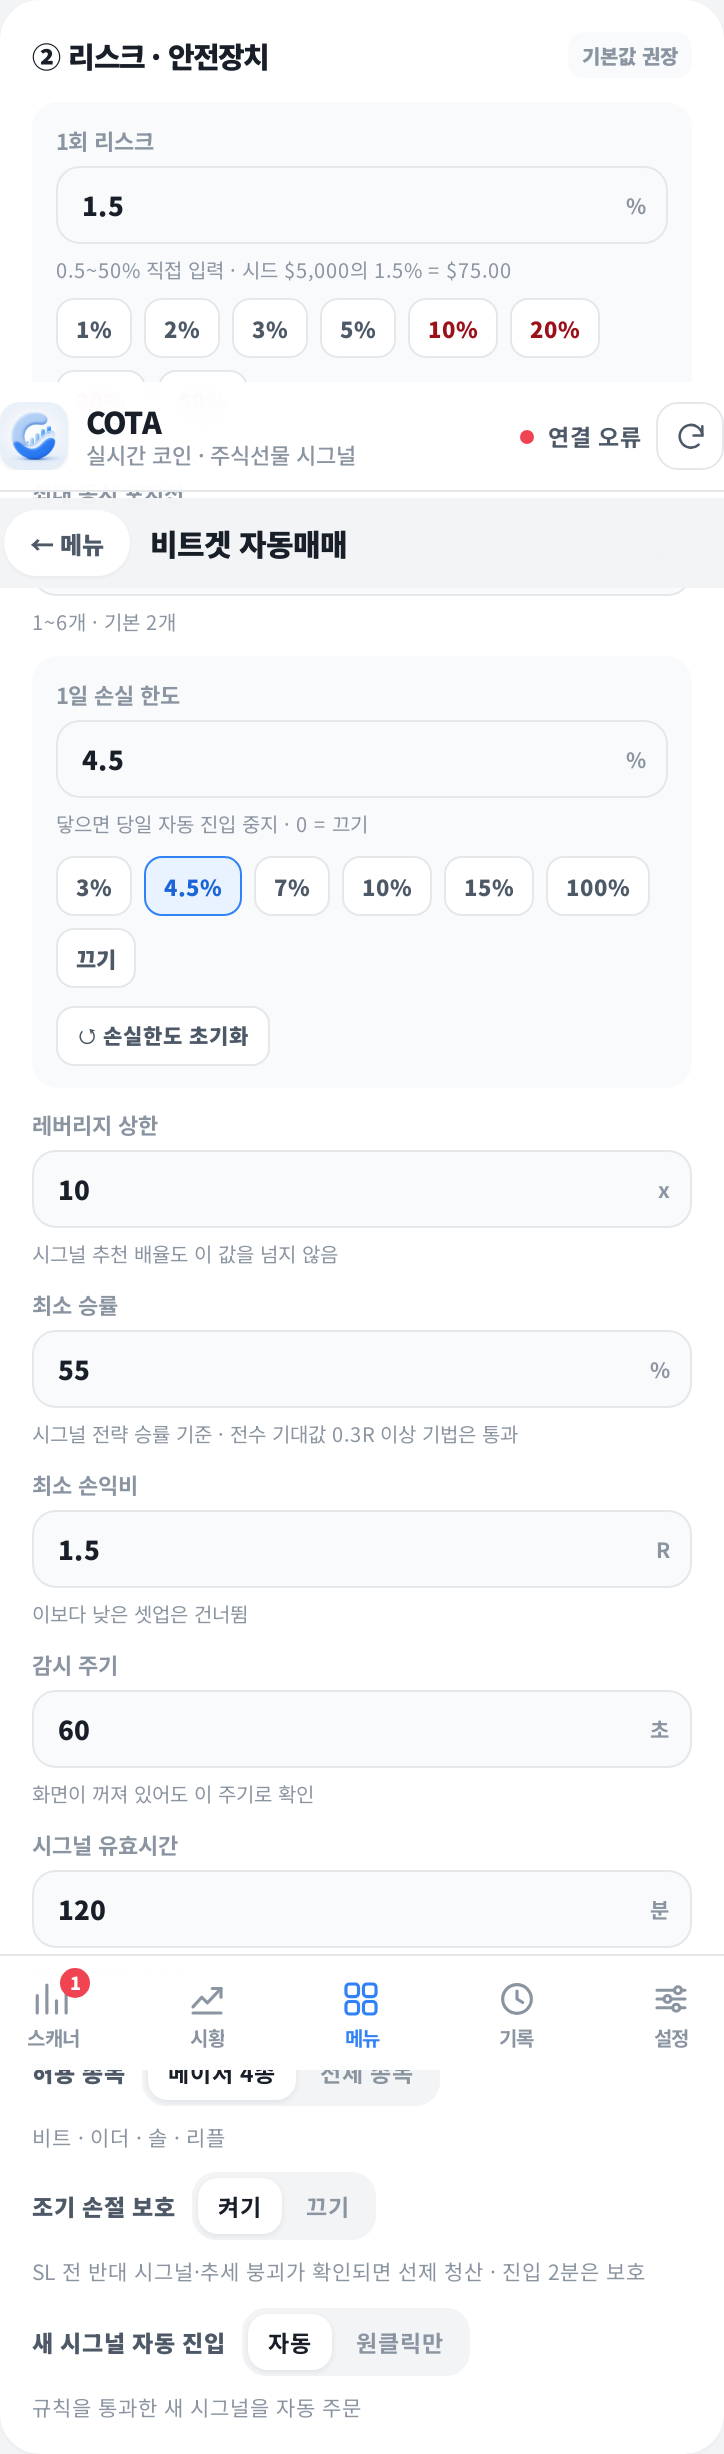 ② 리스크 · 안전장치
기본값 권장
1회 리스크
1.5 %
0.5~50% 직접 입력 · 시드 $5,000의 1.5% = $75.00
1% 2% 3% 5% 10% 20%
30% 50%
COTA
실시간 코인 · 주식선물 시그널
연결 오류
← 메뉴 비트겟 자동매매
1~6개 · 기본 2개
1일 손실 한도
4.5 %
닿으면 당일 자동 진입 중지 · 0 = 끄기
3% 4.5% 7% 10% 15% 100%
끄기
손실한도 초기화
레버리지 상한
10 x
시그널 추천 배율도 이 값을 넘지 않음
최소 승률
55 %
시그널 전략 승률 기준 · 전수 기대값 0.3R 이상 기법은 통과
최소 손익비
1.5 R
이보다 낮은 셋업은 건너뜀
감시 주기
60 초
화면이 꺼져 있어도 이 주기로 확인
시그널 유효시간
120 분
1
스캐너 시황 메뉴 기록 설정
허용 종목 메이저 4종 전체 종목
비트 · 이더 · 솔 · 리플
조기 손절 보호 켜기 끄기
SL 전 반대 시그널·추세 붕괴가 확인되면 선제 청산 · 진입 2분은 보호
새 시그널 자동 진입 자동 원클릭만
규칙을 통과한 새 시그널을 자동 주문